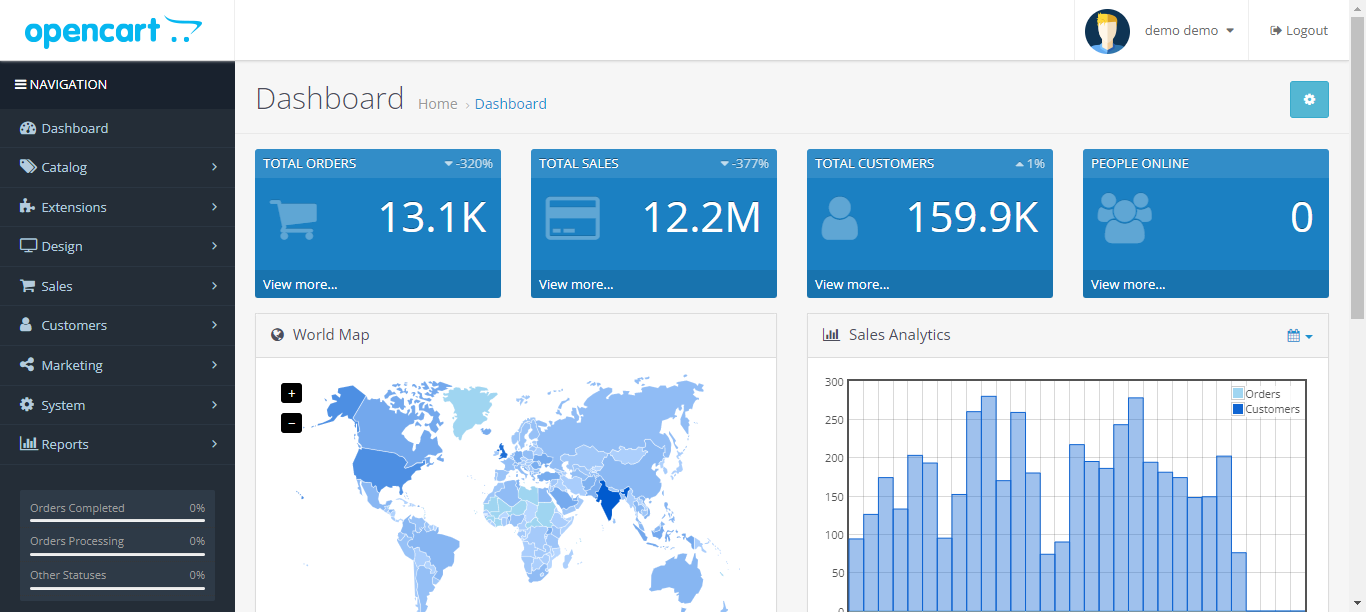 opencart
demo demo
Logout
NAVIGATION
Dashboard
Catalog
Extensions
Design
Sales
Customers
Marketing
System
Reports
Orders Completed 0%
Orders Processing 0%
Other Statuses 0%
Dashboard
Home › Dashboard
TOTAL ORDERS -320%
13.1K
View more...
TOTAL SALES -377%
12.2M
View more...
TOTAL CUSTOMERS 1%
159.9K
View more...
PEOPLE ONLINE
0
View more...
World Map
+
−
Sales Analytics
300
250
200
150
100
50
0
Orders
Customers